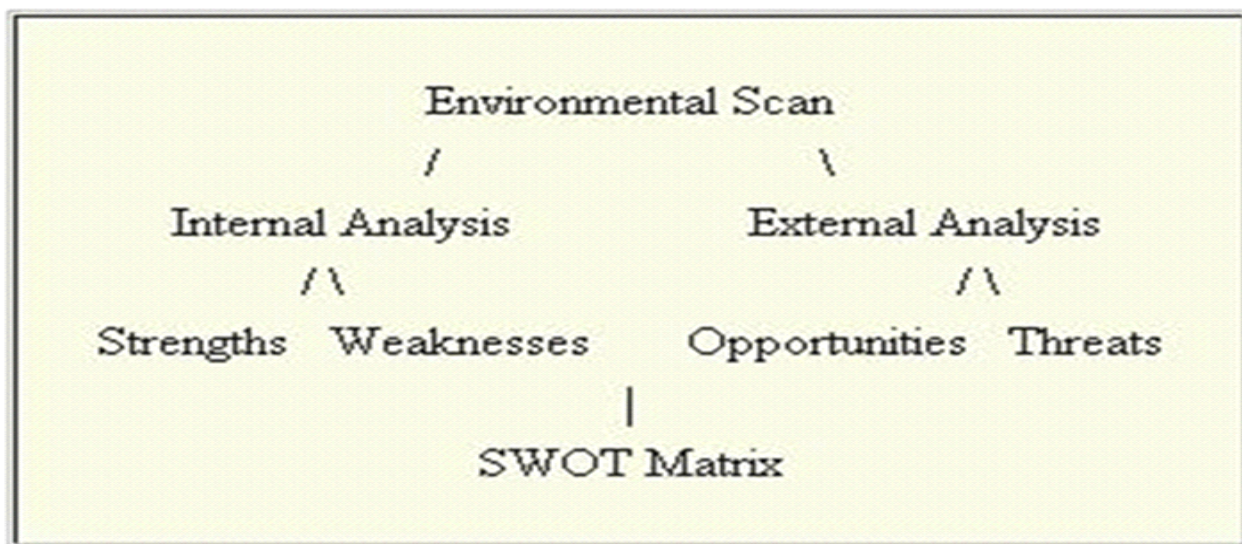 Environmental Scan
/ \
Internal Analysis External Analysis
/ \ / \
Strengths Weaknesses Opportunities Threats
|
SWOT Matrix